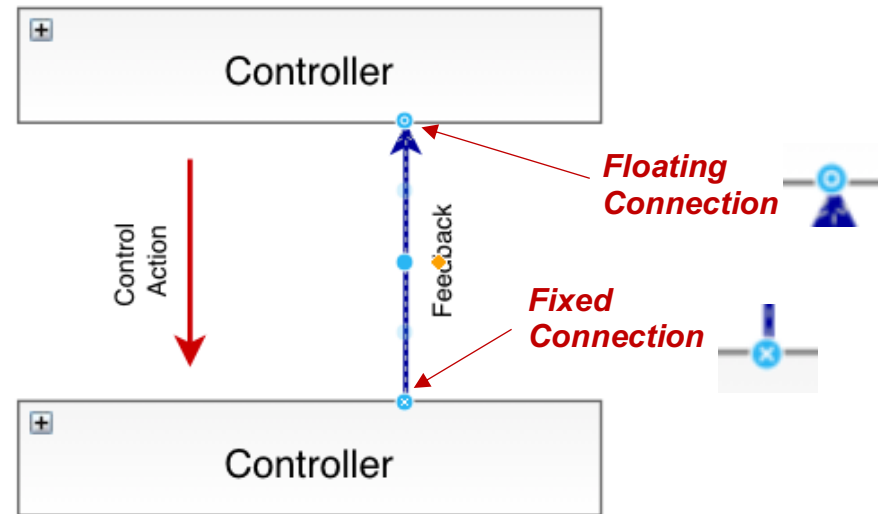 Controller
Floating
Connection
Control
Action
Feedback
Fixed
Connection
Controller